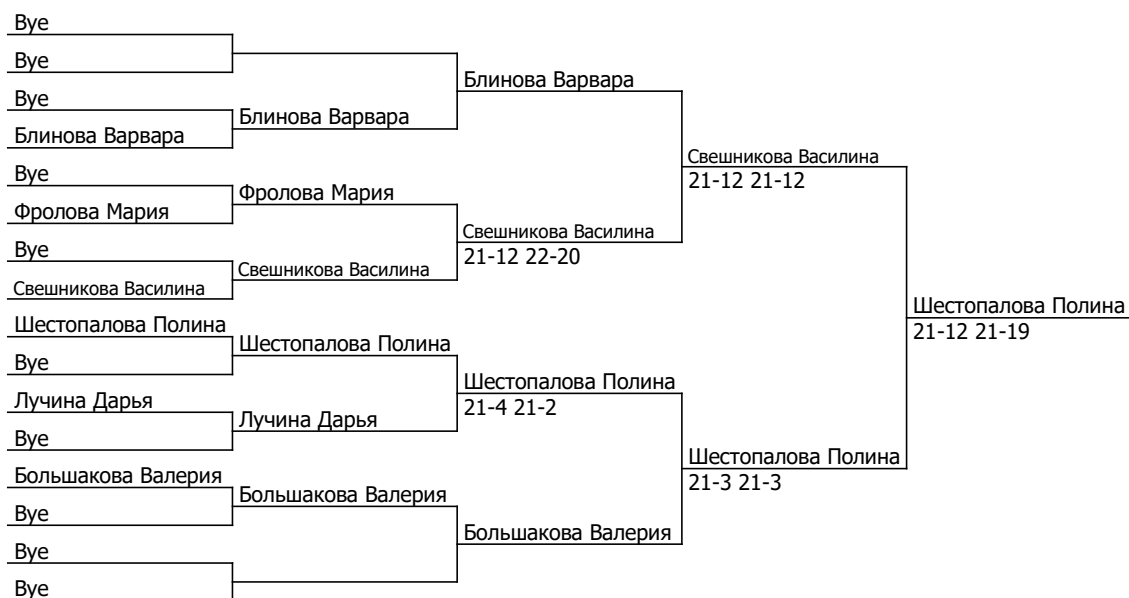 Bye
Bye
Блинова Варвара
Bye
Блинова Варвара
Блинова Варвара
Bye
Свешникова Василина
21-12 21-12
Фролова Мария
Фролова Мария
Bye
Свешникова Василина
21-12 22-20
Свешникова Василина
Свешникова Василина
Шестопалова Полина
21-12 21-19
Шестопалова Полина
Шестопалова Полина
Bye
Шестопалова Полина
21-4 21-2
Лучина Дарья
Лучина Дарья
Bye
Шестопалова Полина
21-3 21-3
Большакова Валерия
Большакова Валерия
Bye
Большакова Валерия
Bye
Bye